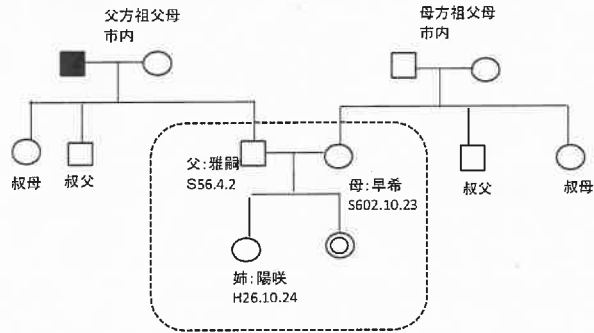 父方祖父母
市内
母方祖父母
市内
叔母
叔父
父:雅嗣
S56.4.2
母:早希
S602.10.23
叔父
叔母
姉:陽咲
H26.10.24